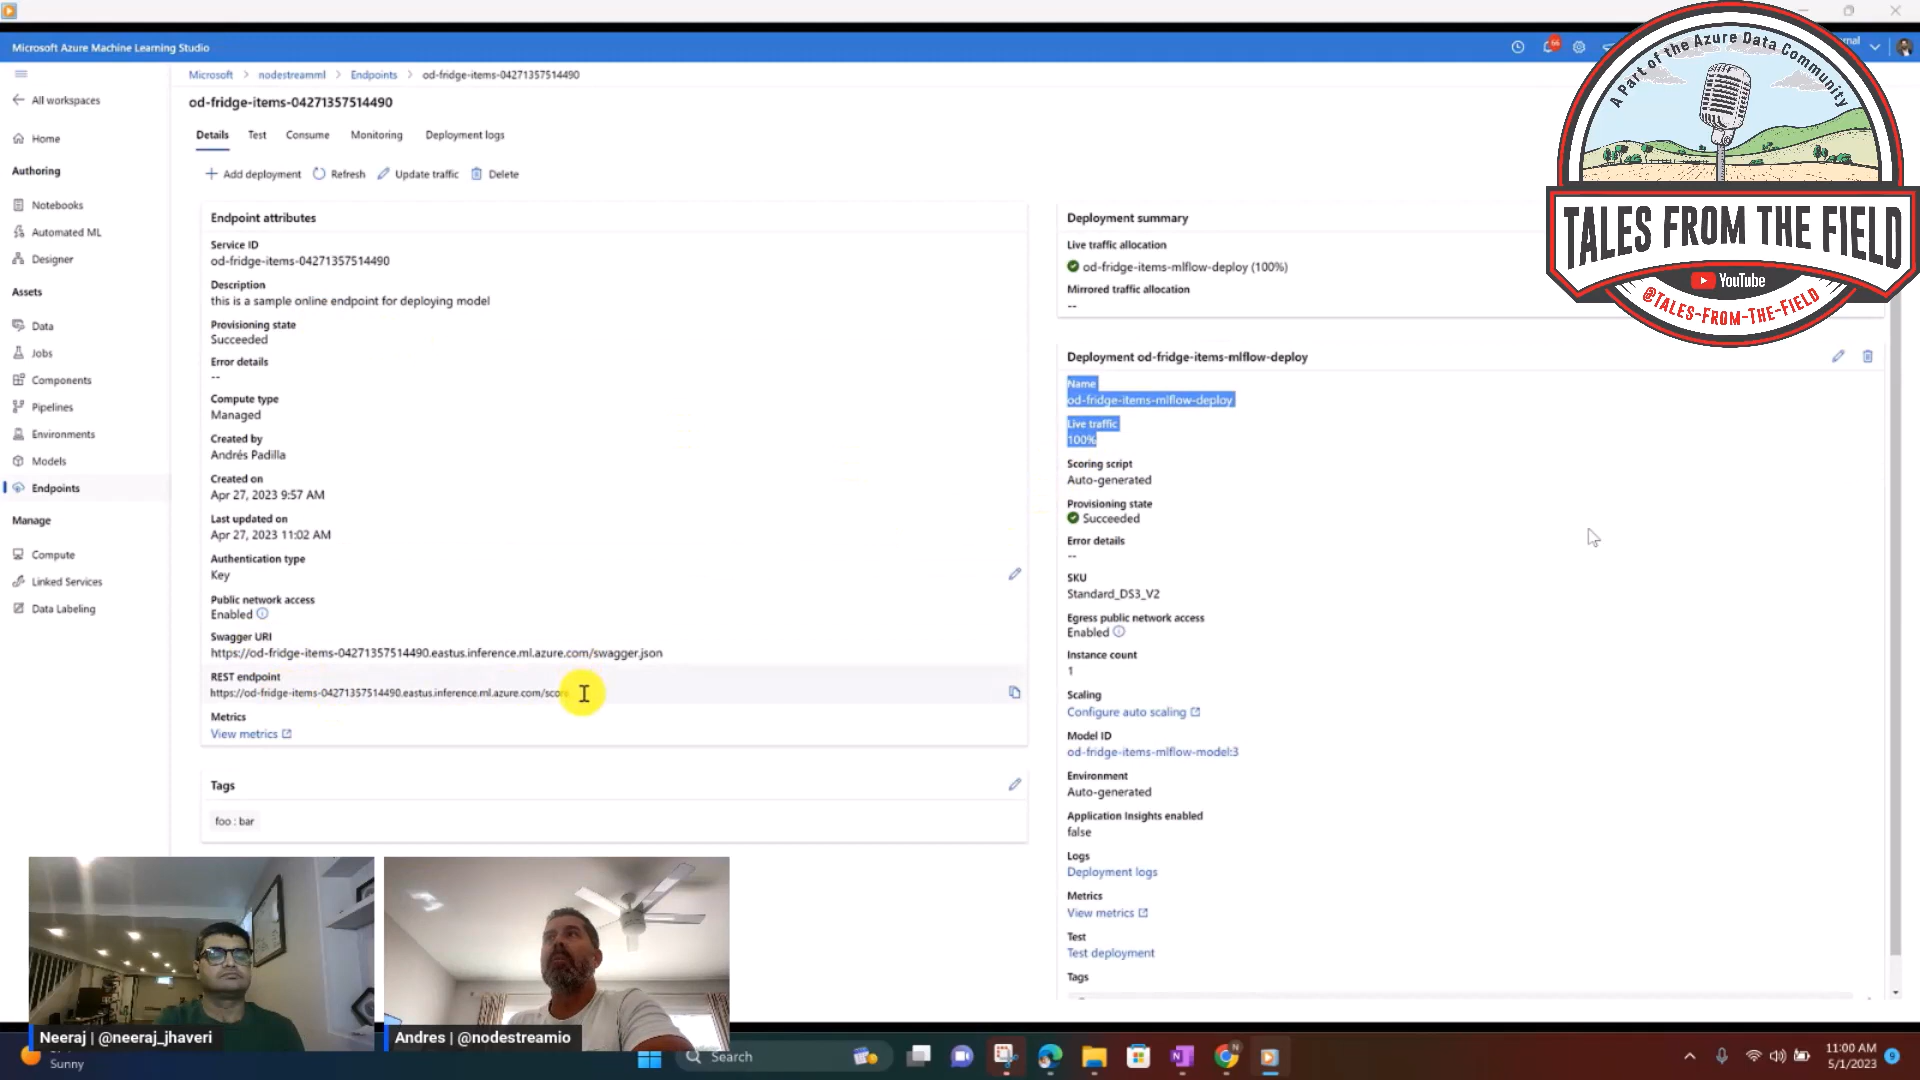 Microsoft Azure Machine Learning Studio
66
Microsoft > nodestreamml > Endpoints > od-fridge-items-04271357514490
All workspaces
od-fridge-items-04271357514490
Home
Details Test Consume Monitoring Deployment logs
Authoring
Add deployment Refresh Update traffic Delete
Notebooks
Automated ML
Designer
Assets
Data
Jobs
Components
Pipelines
Environments
Models
Endpoints
Manage
Compute
Linked Services
Data Labeling
Endpoint attributes
Service ID
od-fridge-items-04271357514490
Description
this is a sample online endpoint for deploying model
Provisioning state
Succeeded
Error details
--
Compute type
Managed
Created by
Andrés Padilla
Created on
Apr 27, 2023 9:57 AM
Last updated on
Apr 27, 2023 11:02 AM
Authentication type
Key
Public network access
Enabled
Swagger URI
https://od-fridge-items-04271357514490.eastus.inference.ml.azure.com/swagger.json
REST endpoint
https://od-fridge-items-04271357514490.eastus.inference.ml.azure.com/score
Metrics
View metrics
Tags
foo : bar
Deployment summary
Live traffic allocation
od-fridge-items-mlflow-deploy (100%)
Mirrored traffic allocation
--
Deployment od-fridge-items-mlflow-deploy
Name
od-fridge-items-mlflow-deploy
Live traffic
100%
Scoring script
Auto-generated
Provisioning state
Succeeded
Error details
--
SKU
Standard_DS3_V2
Egress public network access
Enabled
Instance count
1
Scaling
Configure auto scaling
Model ID
od-fridge-items-mlflow-model:3
Environment
Auto-generated
Application Insights enabled
false
Logs
Deployment logs
Metrics
View metrics
Test
Test deployment
Tags
A Part of the Azure Data Community
TALES FROM THE FIELD
YouTube
@TALES-FROM-THE-FIELD
Neeraj | @neeraj_jhaveri
Andres | @nodestreamio
Sunny
Search
N
11:00 AM
5/1/2023
9